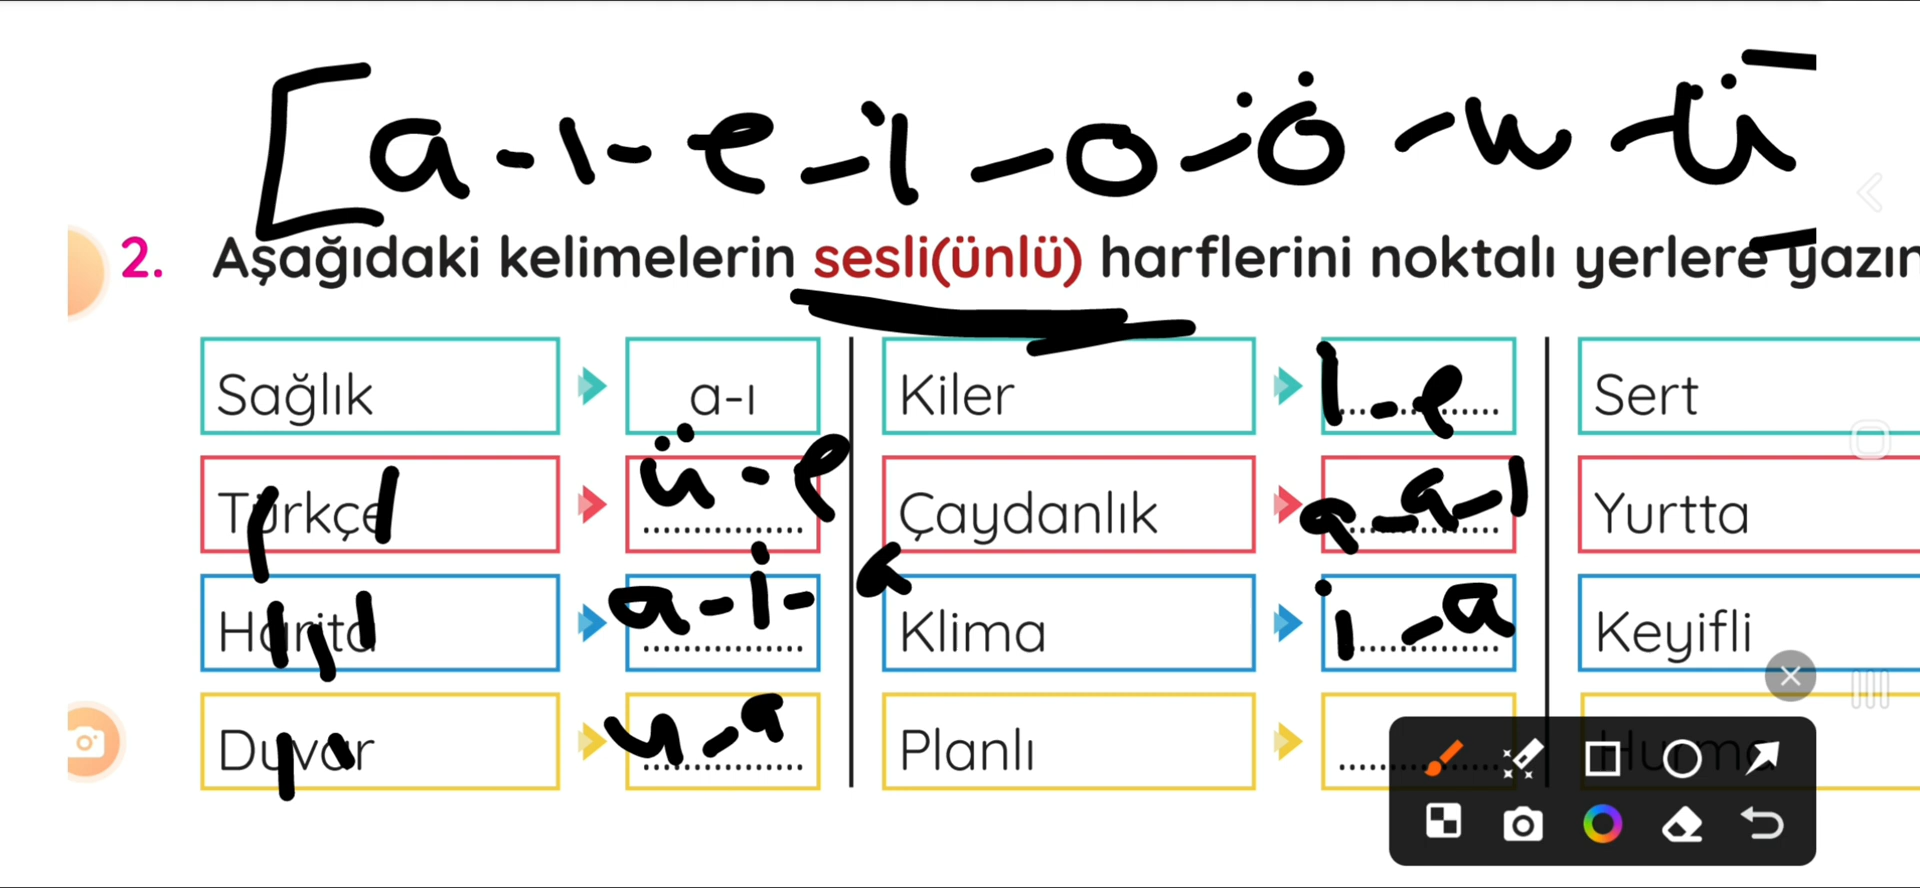 [a-ı-e-i-o-ö-u-ü
2. Aşağıdaki kelimelerin sesli(ünlü) harflerini noktalı yerlere yazın
Sağlık a-ı Kiler i-e Sert
Türkçe ü-e Çaydanlık a-a-ı Yurtta
Harita a-i-a Klima i-a Keyifli
Duvar u-a Planlı ............... Hurma